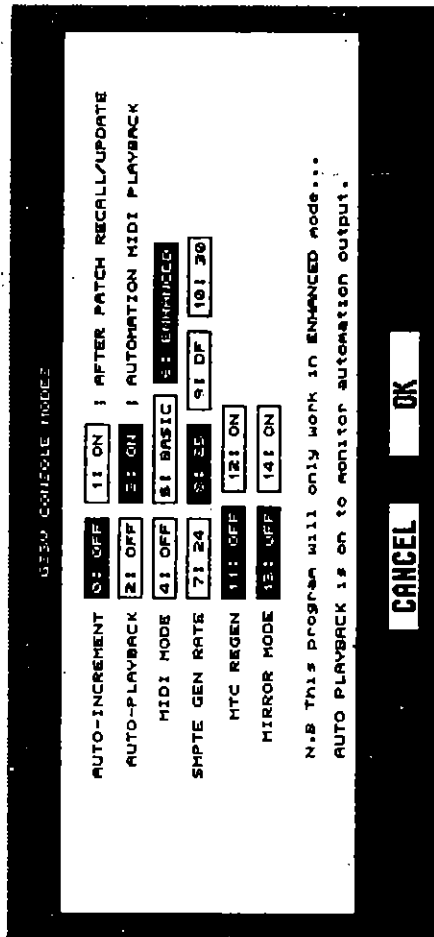 CONSOLE MODES
AUTO-INCREMENT 0: OFF 1: ON : AFTER PATCH RECALL/UPDATE
AUTO-PLAYBACK 2: OFF 3: ON : AUTOMATION MIDI PLAYBACK
MIDI MODE 4: OFF 5: BASIC 6: ENHANCED
SMPTE GEN RATE 7: 24 8: 25 9: DF 10: 30
MTC REGEN 11: OFF 12: ON
MIRROR MODE 13: OFF 14: ON
N.B This program will only work in ENHANCED mode...
AUTO PLAYBACK is on to monitor automation output.
CANCEL OK